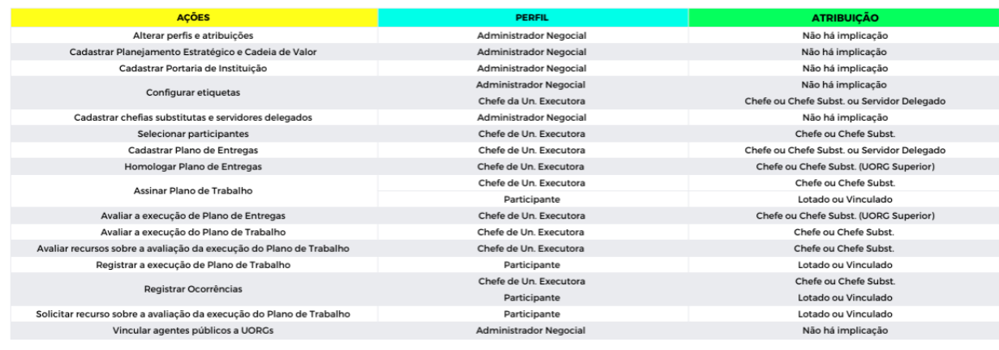 AÇÕES PERFIL ATRIBUIÇÃO
Alterar perfis e atribuições Administrador Negocial Não há implicação
Cadastrar Planejamento Estratégico e Cadeia de Valor Administrador Negocial Não há implicação
Cadastrar Portaria de Instituição Administrador Negocial Não há implicação
Configurar etiquetas
Administrador Negocial Não há implicação
Chefe da Un. Executora Chefe ou Chefe Subst. ou Servidor Delegado
Cadastrar chefias substitutas e servidores delegados Administrador Negocial Não há implicação
Selecionar participantes Chefe de Un. Executora Chefe ou Chefe Subst.
Cadastrar Plano de Entregas Chefe de Un. Executora Chefe ou Chefe Subst. ou Servidor Delegado
Homologar Plano de Entregas Chefe de Un. Executora Chefe ou Chefe Subst. (UORG Superior)
Assinar Plano de Trabalho
Chefe de Un. Executora Chefe ou Chefe Subst.
Participante Lotado ou Vinculado
Avaliar a execução de Plano de Entregas Chefe de Un. Executora Chefe ou Chefe Subst. (UORG Superior)
Avaliar a execução do Plano de Trabalho Chefe de Un. Executora Chefe ou Chefe Subst.
Avaliar recursos sobre a avaliação da execução do Plano de Trabalho Chefe de Un. Executora Chefe ou Chefe Subst.
Registrar a execução de Plano de Trabalho Participante Lotado ou Vinculado
Registrar Ocorrências
Chefe de Un. Executora Chefe ou Chefe Subst.
Participante Lotado ou Vinculado
Solicitar recurso sobre a avaliação da execução do Plano de Trabalho Participante Lotado ou Vinculado
Vincular agentes públicos a UORGs Administrador Negocial Não há implicação